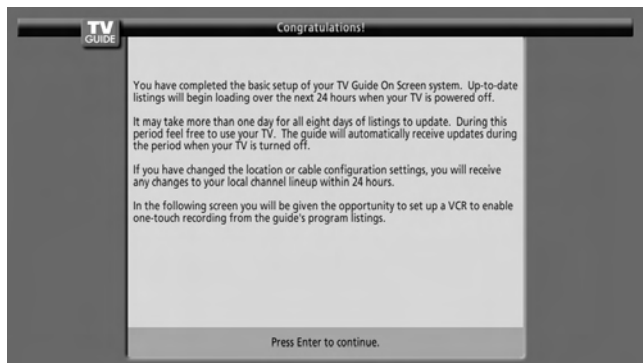 TV
GUIDE
Congratulations!
You have completed the basic setup of your TV Guide On Screen system. Up-to-date
listings will begin loading over the next 24 hours when your TV is powered off.
It may take more than one day for all eight days of listings to update. During this
period feel free to use your TV. The guide will automatically receive updates during
the period when your TV is turned off.
If you have changed the location or cable configuration settings, you will receive
any changes to your local channel lineup within 24 hours.
In the following screen you will be given the opportunity to set up a VCR to enable
one-touch recording from the guide's program listings.
Press Enter to continue.